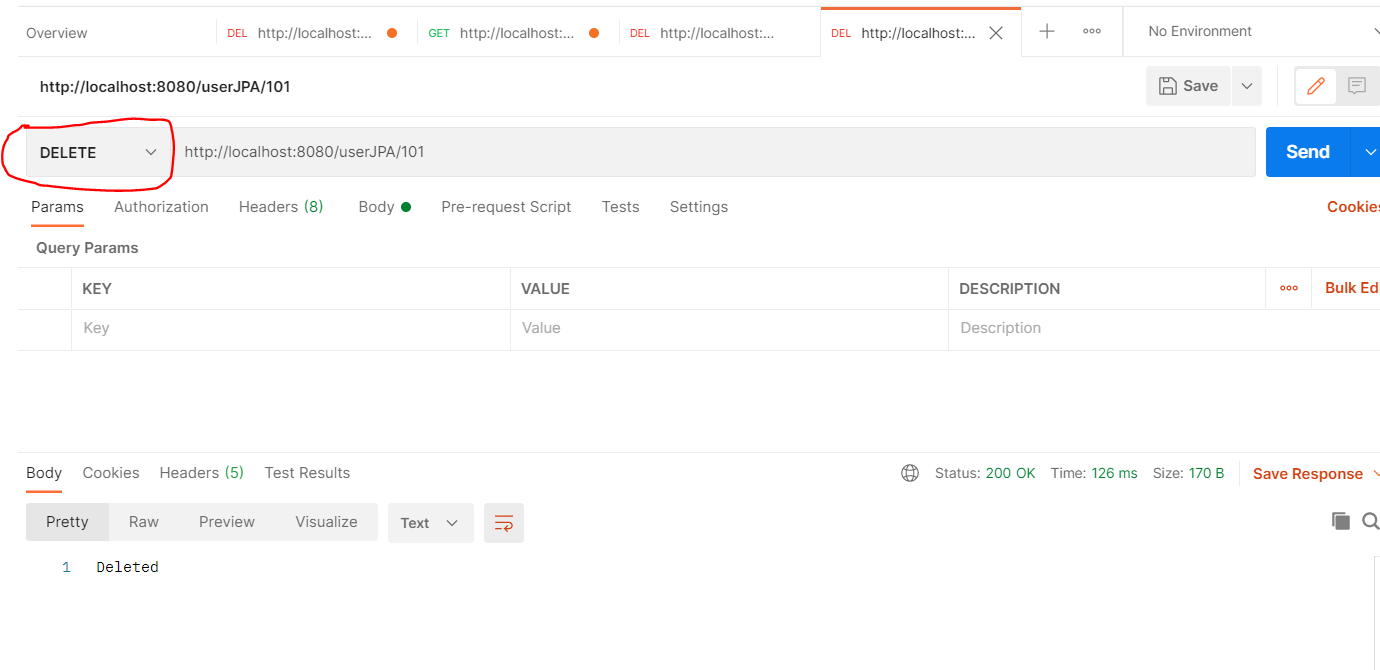 Overview DEL http://localhost:... GET http://localhost:... DEL http://localhost:... DEL http://localhost:... No Environment
http://localhost:8080/userJPA/101 Save
DELETE http://localhost:8080/userJPA/101 Send
Params Authorization Headers (8) Body Pre-request Script Tests Settings Cookies
Query Params
KEY VALUE DESCRIPTION Bulk Ed
Key Value Description
Body Cookies Headers (5) Test Results Status: 200 OK Time: 126 ms Size: 170 B Save Response
Pretty Raw Preview Visualize Text
1 Deleted